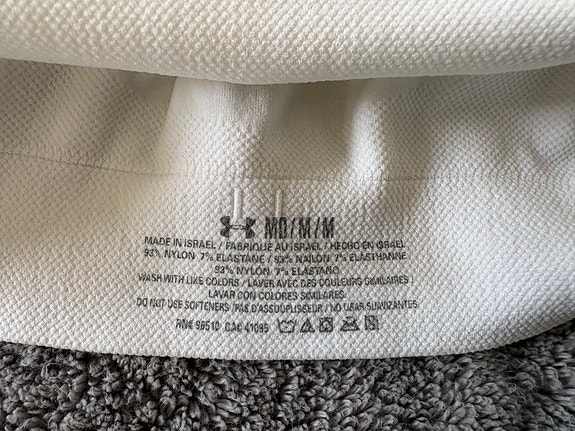 MD/M/M
MADE IN ISRAEL / FABRIQUÉ AU ISRAEL / HECHO EN ISRAEL
93% NYLON 7% ELASTANE / 93% NAILON 7% ELASTHANNE
93% NYLON 7% ELASTANO
WASH WITH LIKE COLORS / LAVER AVEC DES COULEURS SIMILAIRES /
LAVAR CON COLORES SIMILARES.
DO NOT USE SOFTENERS / PAS D'ASSOUPLISSEUR / NO USAR SUAVIZANTES.
RN# 96510 CA# 41095